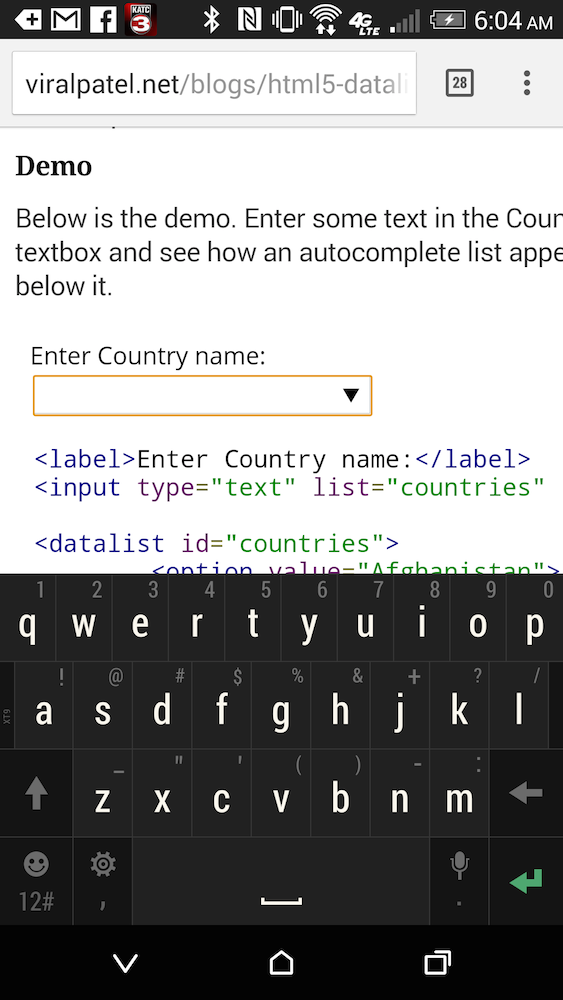 KATC
3
4G
LTE
6:04 AM
viralpatel.net/blogs/html5-datali
28
Demo
Below is the demo. Enter some text in the Coun
textbox and see how an autocomplete list appe
below it.
Enter Country name:
<label>Enter Country name:</label>
<input type="text" list="countries"
<datalist id="countries">
<option value="Afghanistan">
1 2 3 4 5 6 7 8 9 0
q w e r t y u i o p
! @ # $ % & + ? /
XT9 a s d f g h j k l
_ " ' ( ) - :
z x c v b n m
12# , .